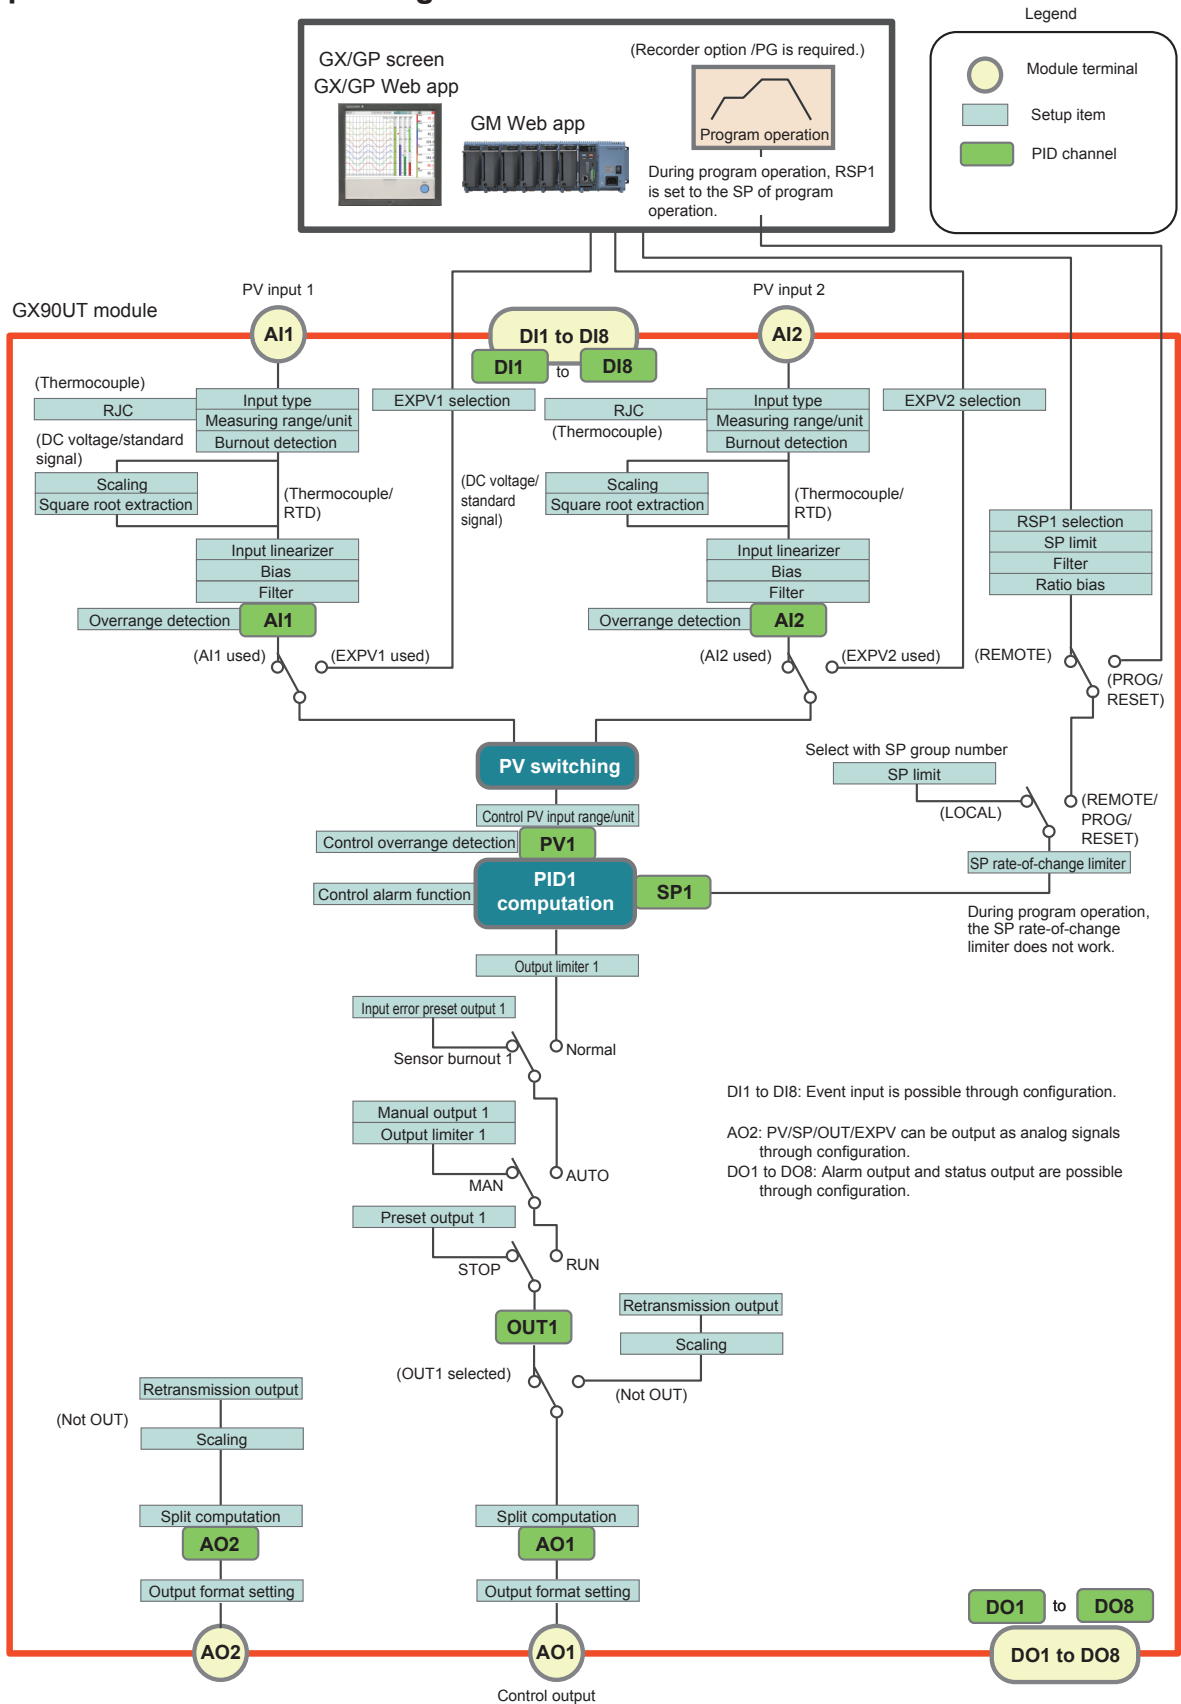 Legend
Module terminal
Setup item
PID channel
GX/GP screen
GX/GP Web app
GM Web app
(Recorder option /PG is required.)
Program operation
During program operation, RSP1
is set to the SP of program
operation.
GX90UT module
PV input 1
PV input 2
AI1
DI1 to DI8
DI1
to
DI8
AI2
(Thermocouple)
RJC
Input type
Measuring range/unit
Burnout detection
EXPV1 selection
(DC voltage/standard
signal)
Scaling
Square root extraction
(Thermocouple/
RTD)
Input linearizer
Bias
Filter
Overrange detection
AI1
(AI1 used)
(EXPV1 used)
RJC
(Thermocouple)
Input type
Measuring range/unit
Burnout detection
EXPV2 selection
(DC voltage/
standard
signal)
Scaling
Square root extraction
(Thermocouple/
RTD)
Input linearizer
Bias
Filter
Overrange detection
AI2
(AI2 used)
(EXPV2 used)
RSP1 selection
SP limit
Filter
Ratio bias
(REMOTE)
(PROG/
RESET)
Select with SP group number
SP limit
(LOCAL)
(REMOTE/
PROG/
RESET)
SP rate-of-change limiter
During program operation,
the SP rate-of-change
limiter does not work.
PV switching
Control PV input range/unit
Control overrange detection
PV1
Control alarm function
PID1
computation
SP1
Output limiter 1
Input error preset output 1
Sensor burnout 1
Normal
Manual output 1
Output limiter 1
MAN
AUTO
Preset output 1
STOP
RUN
DI1 to DI8: Event input is possible through configuration.
AO2: PV/SP/OUT/EXPV can be output as analog signals
through configuration.
DO1 to DO8: Alarm output and status output are possible
through configuration.
OUT1
Retransmission output
Scaling
(OUT1 selected)
(Not OUT)
Retransmission output
(Not OUT)
Scaling
Split computation
AO2
Output format setting
AO2
Split computation
AO1
Output format setting
AO1
Control output
DO1
to
DO8
DO1 to DO8